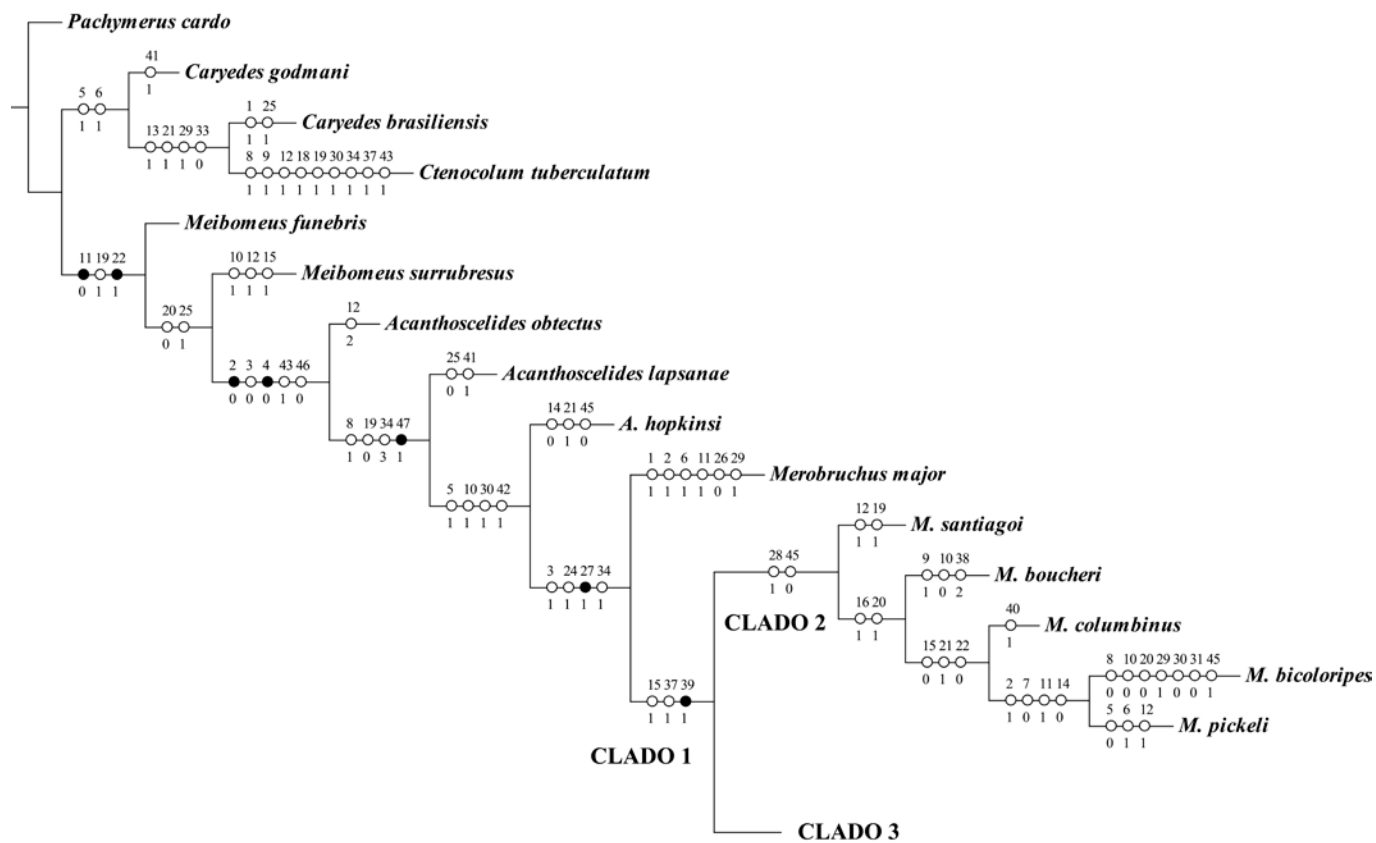 Pachymerus cardo
41
Caryedes godmani
1
5 6
1 1
1 25
Caryedes brasiliensis
1 1
13 21 29 33
1 1 1 0
8 9 12 18 19 30 34 37 43
Ctenocolum tuberculatum
1 1 1 1 1 1 1 1 1
Meibomeus funebris
11 19 22
0 1 1
10 12 15
Meibomeus surrubresus
1 1 1
20 25
0 1
12
Acanthoscelides obtectus
2
2 3 4 43 46
0 0 0 1 0
25 41
Acanthoscelides lapsanae
0 1
8 19 34 47
1 0 3 1
14 21 45
A. hopkinsi
0 1 0
5 10 30 42
1 1 1 1
1 2 6 11 26 29
Merobruchus major
1 1 1 1 0 1
12 19
M. santiagoi
1 1
3 24 27 34
1 1 1 1
28 45
1 0
CLADO 2
9 10 38
M. boucheri
1 0 2
16 20
1 1
40
M. columbinus
1
15 21 22
0 1 0
8 10 20 29 30 31 45
M. bicoloripes
0 0 0 1 0 0 1
2 7 11 14
1 0 1 0
5 6 12
M. pickeli
0 1 1
15 37 39
1 1 1
CLADO 1
CLADO 3